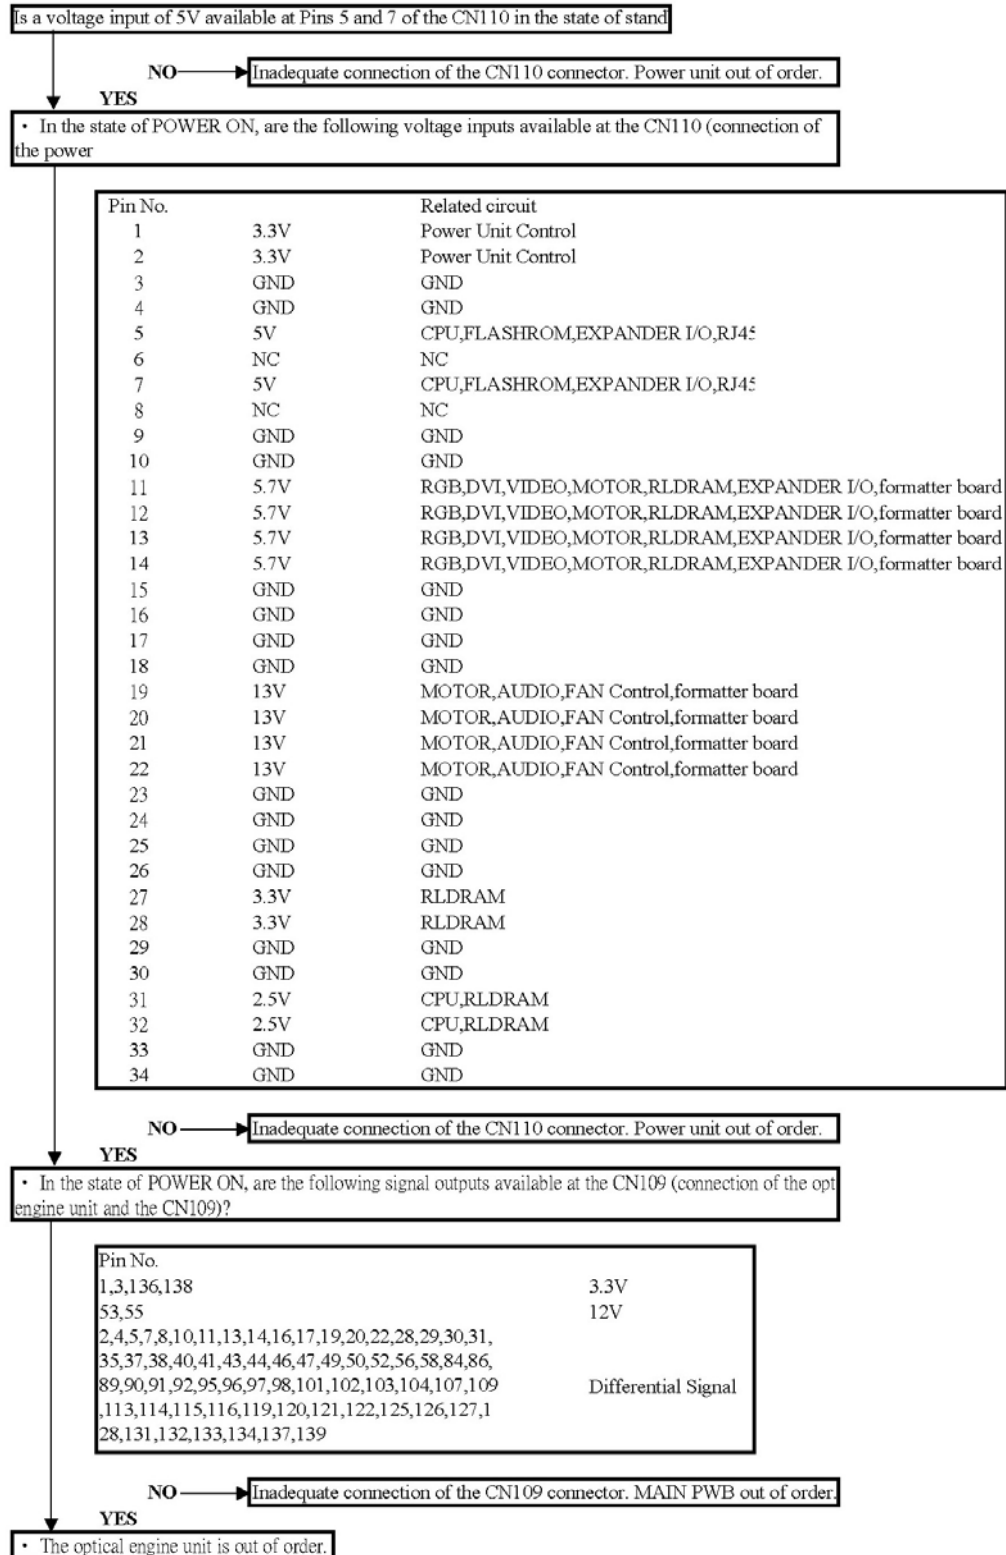 Is a voltage input of 5V available at Pins 5 and 7 of the CN110 in the state of stand
NO Inadequate connection of the CN110 connector. Power unit out of order.
YES
・ In the state of POWER ON, are the following voltage inputs available at the CN110 (connection of
the power
Pin No. Related circuit
1 3.3V Power Unit Control
2 3.3V Power Unit Control
3 GND GND
4 GND GND
5 5V CPU,FLASHROM,EXPANDER I/O,RJ45
6 NC NC
7 5V CPU,FLASHROM,EXPANDER I/O,RJ45
8 NC NC
9 GND GND
10 GND GND
11 5.7V RGB,DVI,VIDEO,MOTOR,RLDRAM,EXPANDER I/O,formatter board
12 5.7V RGB,DVI,VIDEO,MOTOR,RLDRAM,EXPANDER I/O,formatter board
13 5.7V RGB,DVI,VIDEO,MOTOR,RLDRAM,EXPANDER I/O,formatter board
14 5.7V RGB,DVI,VIDEO,MOTOR,RLDRAM,EXPANDER I/O,formatter board
15 GND GND
16 GND GND
17 GND GND
18 GND GND
19 13V MOTOR,AUDIO,FAN Control,formatter board
20 13V MOTOR,AUDIO,FAN Control,formatter board
21 13V MOTOR,AUDIO,FAN Control,formatter board
22 13V MOTOR,AUDIO,FAN Control,formatter board
23 GND GND
24 GND GND
25 GND GND
26 GND GND
27 3.3V RLDRAM
28 3.3V RLDRAM
29 GND GND
30 GND GND
31 2.5V CPU,RLDRAM
32 2.5V CPU,RLDRAM
33 GND GND
34 GND GND
NO Inadequate connection of the CN110 connector. Power unit out of order.
YES
・ In the state of POWER ON, are the following signal outputs available at the CN109 (connection of the opt
engine unit and the CN109)?
Pin No.
1,3,136,138 3.3V
53,55 12V
2,4,5,7,8,10,11,13,14,16,17,19,20,22,28,29,30,31,
35,37,38,40,41,43,44,46,47,49,50,52,56,58,84,86,
89,90,91,92,95,96,97,98,101,102,103,104,107,109 Differential Signal
,113,114,115,116,119,120,121,122,125,126,127,1
28,131,132,133,134,137,139
NO Inadequate connection of the CN109 connector. MAIN PWB out of order.
YES
・ The optical engine unit is out of order.